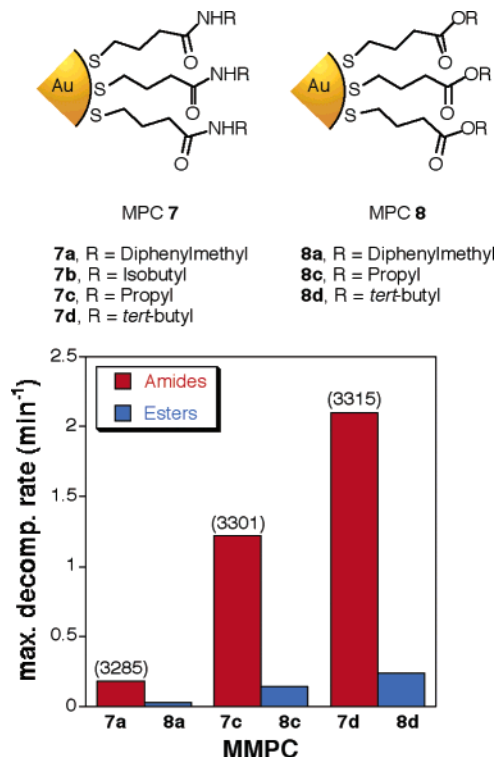 NHR
OR
S
O
O
Au
S
NHR
S
O
NHR
O
Au
S
OR
S
O
OR
O
MPC 7
MPC 8
7a, R = Diphenylmethyl
7b, R = Isobutyl
7c, R = Propyl
7d, R = tert-butyl
8a, R = Diphenylmethyl
8c, R = Propyl
8d, R = tert-butyl
max. decomp. rate (min⁻¹)
2.5
2
1.5
1
0.5
0
Amides
Esters
(3285)
(3301)
(3315)
7a 8a 7c 8c 7d 8d
MMPC